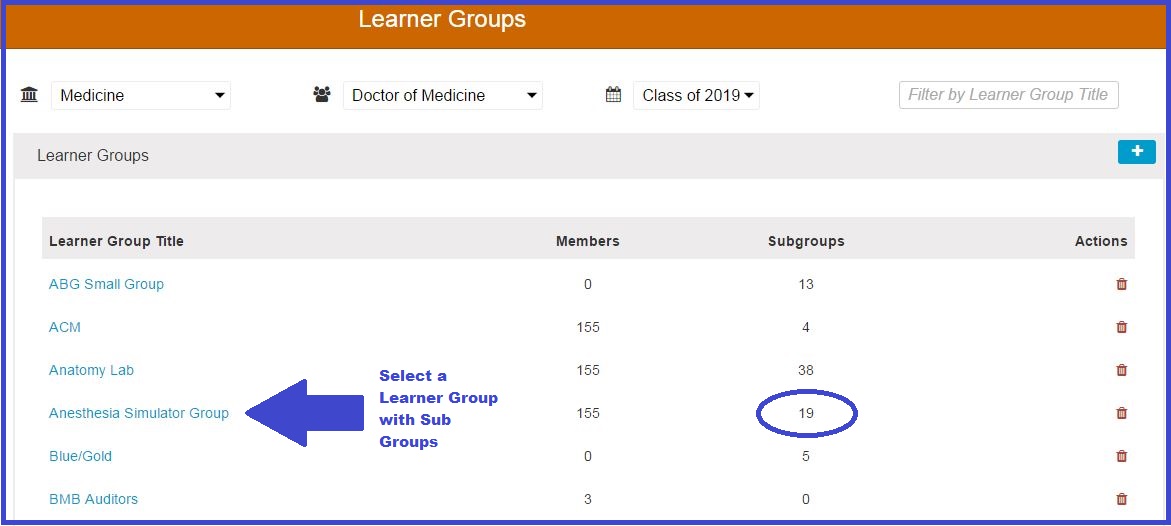 Learner Groups
Medicine Doctor of Medicine Class of 2019 Filter by Learner Group Title
Learner Groups +
Learner Group Title Members Subgroups Actions
ABG Small Group 0 13
ACM 155 4
Anatomy Lab 155 38
Anesthesia Simulator Group 155 19
Select a
Learner Group
with Sub
Groups
Blue/Gold 0 5
BMB Auditors 3 0